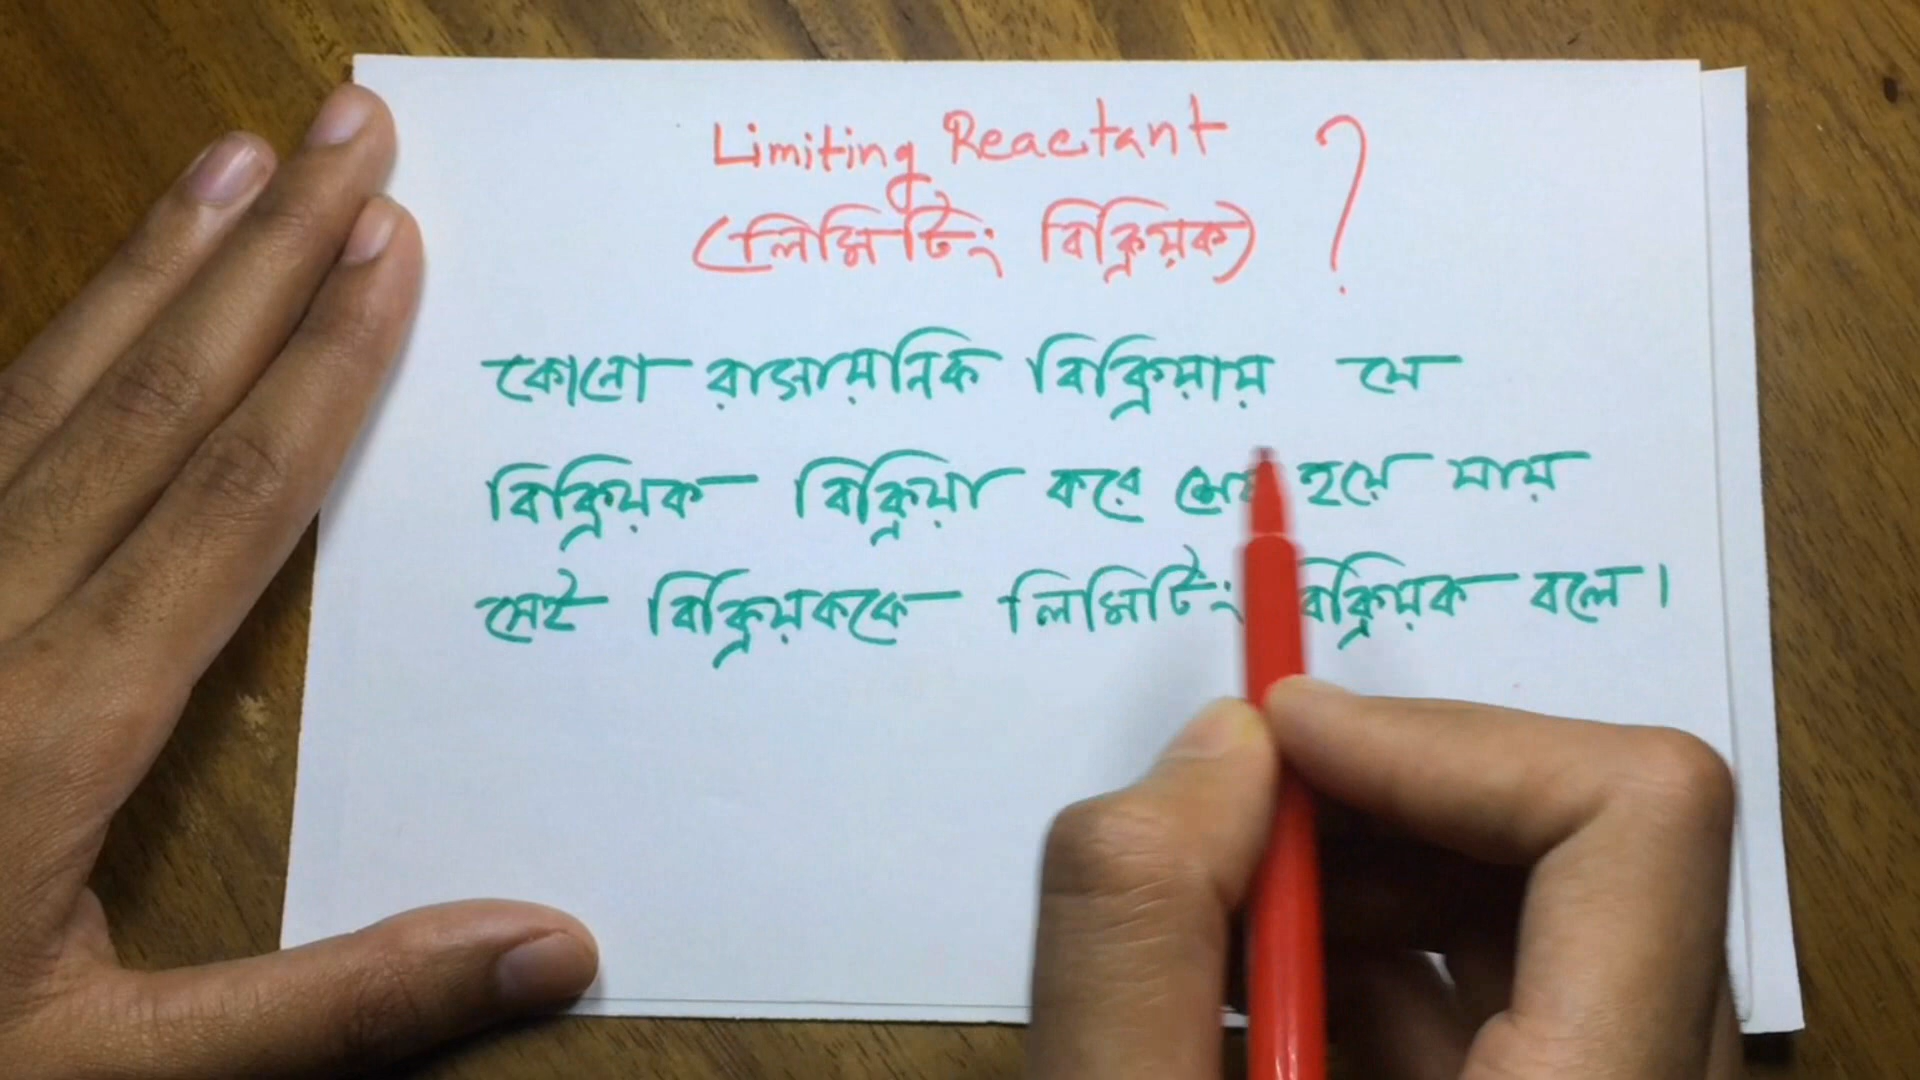 Limiting Reactant ?
(লিমিটিং বিক্রিয়ক)
কোনো রাসায়নিক বিক্রিয়ায় যে
বিক্রিয়ক বিক্রিয়া করে শেষ হয়ে যায়
সেই বিক্রিয়ককে লিমিটিং বিক্রিয়ক বলে।